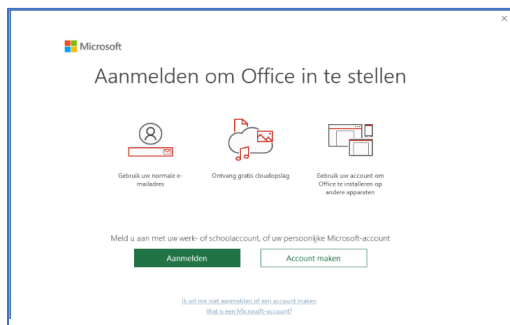 Microsoft
Aanmelden om Office in te stellen
Gebruik uw normale e-
mailadres
Ontvang gratis cloudopslag
Gebruik uw account om
Office te installeren op
andere apparaten
Meld u aan met uw werk- of schoolaccount, of uw persoonlijke Microsoft-account
Aanmelden
Account maken
Ik wil me niet aanmelden of een account maken
Wat is een Microsoft-account?